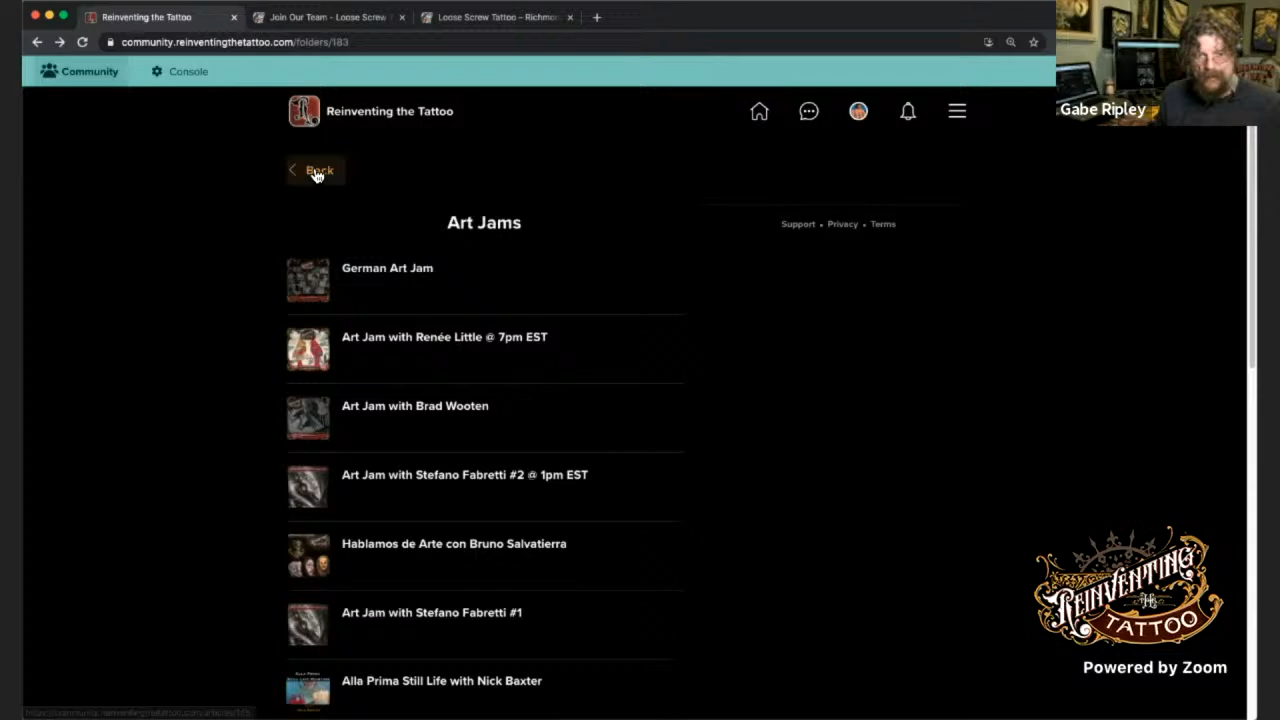 Reinventing the Tattoo
Join Our Team - Loose Screw
Loose Screw Tattoo – Richmo
community.reinventingthetattoo.com/folders/183
Community
Console
Reinventing the Tattoo
Gabe Ripley
Back
Art Jams
Support • Privacy • Terms
German Art Jam
Art Jam with Renée Little @ 7pm EST
Art Jam with Brad Wooten
Art Jam with Stefano Fabretti #2 @ 1pm EST
Hablamos de Arte con Bruno Salvatierra
Art Jam with Stefano Fabretti #1
Alla Prima Still Life with Nick Baxter
REINVENTING
THE
TATTOO
Powered by Zoom